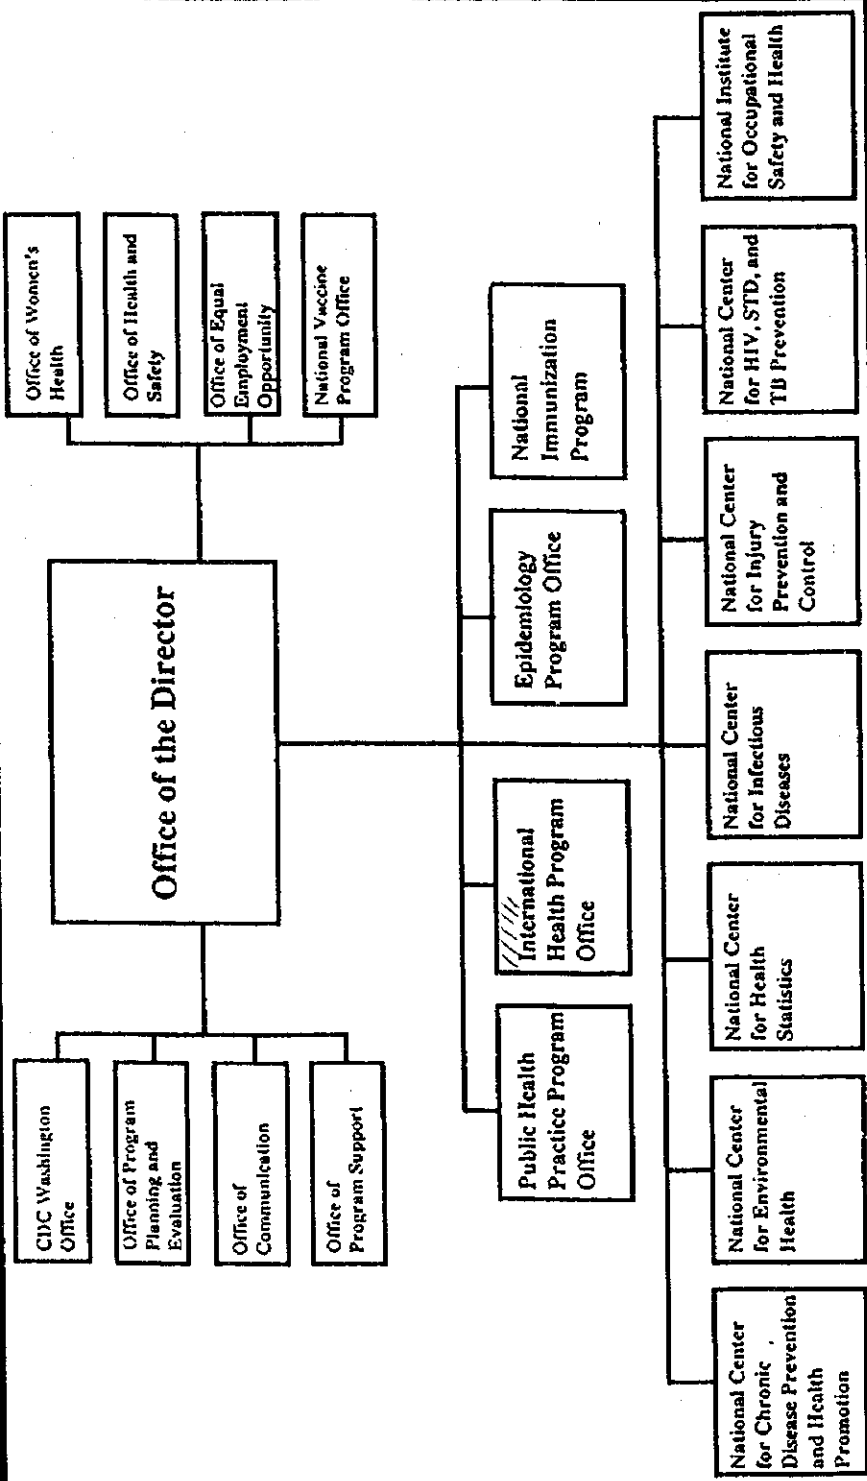 CDC Washington
Office
Office of Program
Planning and
Evaluation
Office of
Communication
Office of
Program Support
Office of the Director
Office of Women's
Health
Office of Health and
Safety
Office of Equal
Employment
Opportunity
National Vaccine
Program Office
Public Health
Practice Program
Office
International
Health Program
Office
Epidemiology
Program Office
National
Immunization
Program
National Center
for Chronic
Disease Prevention
and Health
Promotion
National Center
for Environmental
Health
National Center
for Health
Statistics
National Center
for Infectious
Diseases
National Center
for Injury
Prevention and
Control
National Center
for HIV, STD, and
TB Prevention
National Institute
for Occupational
Safety and Health